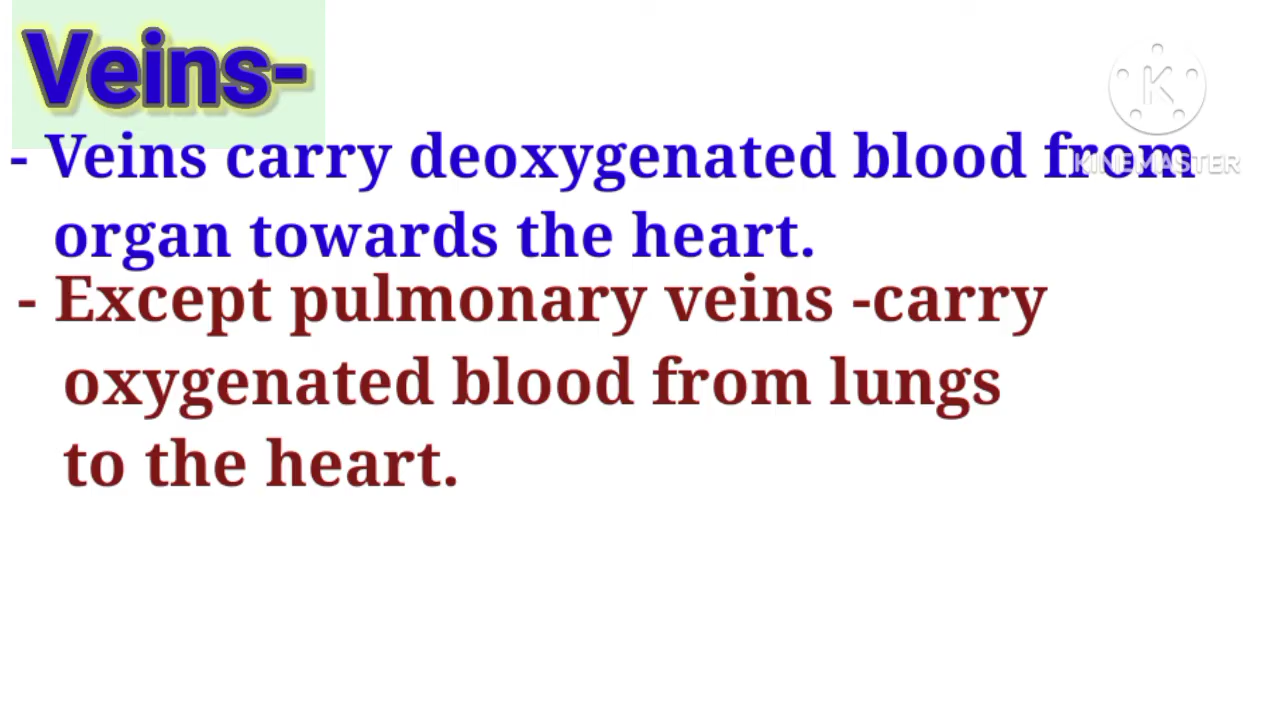 Veins-
- Veins carry deoxygenated blood from
organ towards the heart.
- Except pulmonary veins -carry
oxygenated blood from lungs
to the heart.
K
KINEMASTER